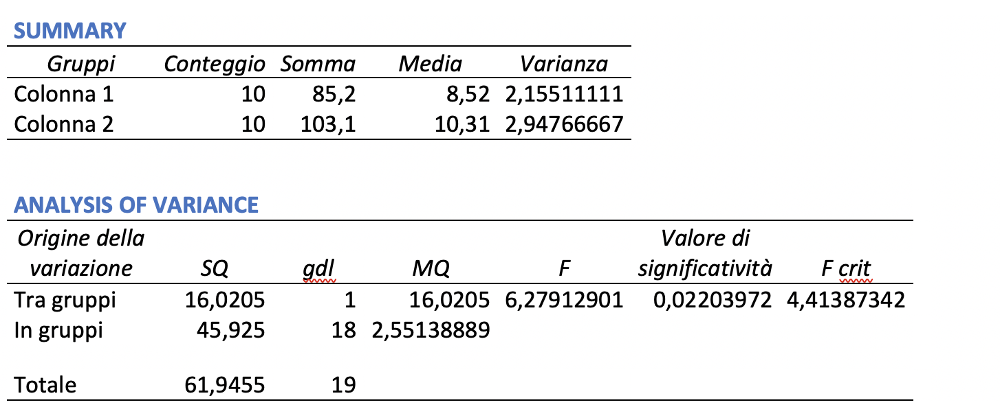 SUMMARY
Gruppi Conteggio Somma Media Varianza
Colonna 1 10 85,2 8,52 2,15511111
Colonna 2 10 103,1 10,31 2,94766667
ANALYSIS OF VARIANCE
Origine della Valore di
variazione SQ gdl MQ F significatività F crit
Tra gruppi 16,0205 1 16,0205 6,27912901 0,02203972 4,41387342
In gruppi 45,925 18 2,55138889
Totale 61,9455 19